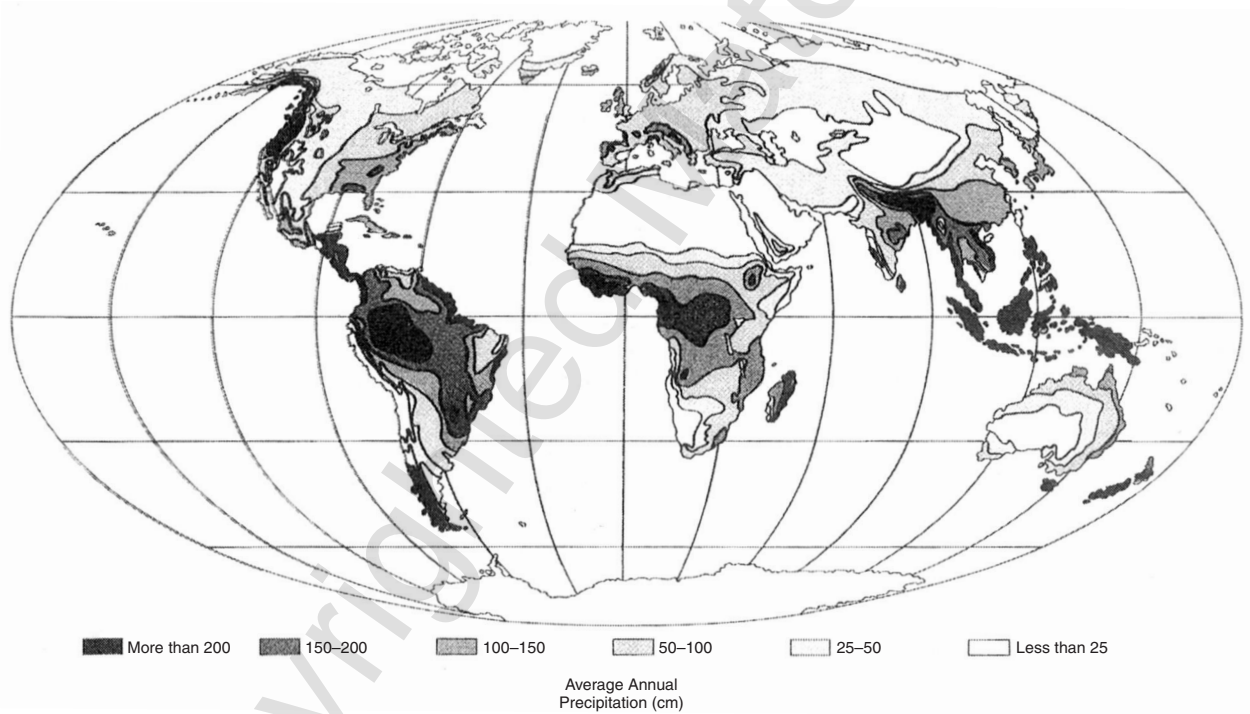 More than 200
150–200
100–150
50–100
25–50
Less than 25
Average Annual
Precipitation (cm)